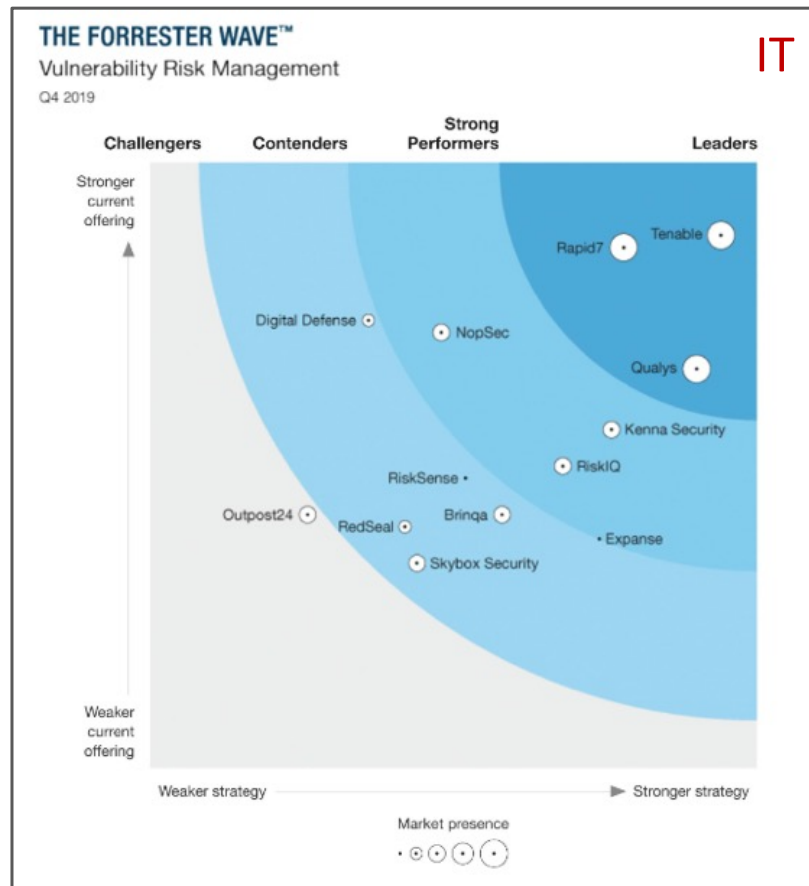 THE FORRESTER WAVE™
IT
Vulnerability Risk Management
Q4 2019
Challengers
Contenders
Strong
Performers
Leaders
Stronger
current
offering
Tenable
Rapid7
Digital Defense
NopSec
Qualys
Kenna Security
RiskIQ
RiskSense
Outpost24
Brinqa
RedSeal
Expanse
Skybox Security
Weaker
current
offering
Weaker strategy
Stronger strategy
Market presence